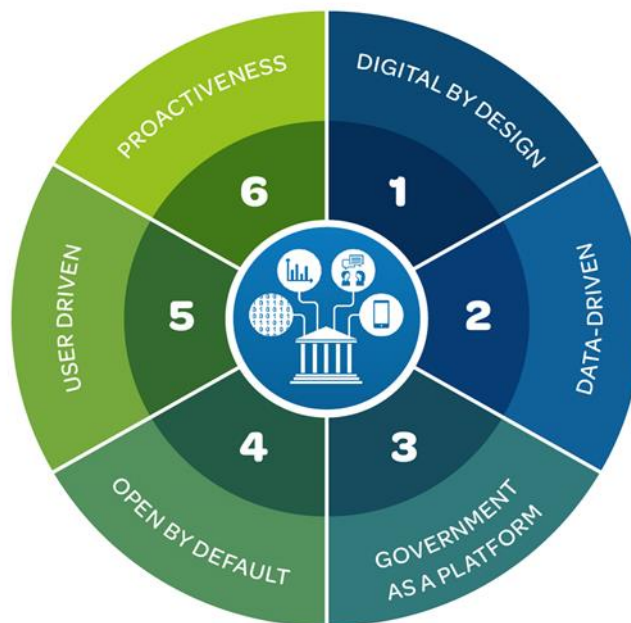 DIGITAL BY DESIGN
1
DATA-DRIVEN
2
GOVERNMENT
AS A PLATFORM
3
OPEN BY DEFAULT
4
USER DRIVEN
5
PROACTIVENESS
6